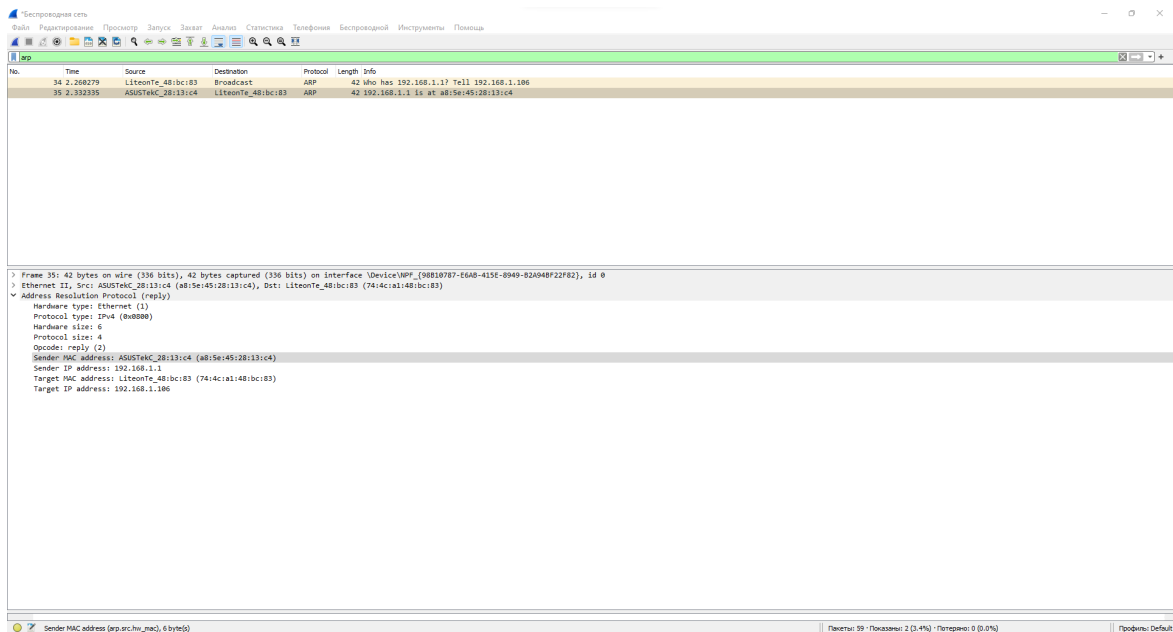 *Беспроводная сеть
Файл Редактирование Просмотр Запуск Захват Анализ Статистика Телефония Беспроводной Инструменты Помощь
arp
No. Time Source Destination Protocol Length Info
34 2.260279 LiteonTe_48:bc:83 Broadcast ARP 42 Who has 192.168.1.1? Tell 192.168.1.106
35 2.332335 ASUSTekC_28:13:c4 LiteonTe_48:bc:83 ARP 42 192.168.1.1 is at a8:5e:45:28:13:c4
Frame 35: 42 bytes on wire (336 bits), 42 bytes captured (336 bits) on interface \Device\NPF_{98B10787-E6AB-415E-8949-B2A94BF22F82}, id 0
Ethernet II, Src: ASUSTekC_28:13:c4 (a8:5e:45:28:13:c4), Dst: LiteonTe_48:bc:83 (74:4c:a1:48:bc:83)
Address Resolution Protocol (reply)
Hardware type: Ethernet (1)
Protocol type: IPv4 (0x0800)
Hardware size: 6
Protocol size: 4
Opcode: reply (2)
Sender MAC address: ASUSTekC_28:13:c4 (a8:5e:45:28:13:c4)
Sender IP address: 192.168.1.1
Target MAC address: LiteonTe_48:bc:83 (74:4c:a1:48:bc:83)
Target IP address: 192.168.1.106
Sender MAC address (arp.src.hw_mac), 6 byte(s) Пакеты: 59 · Показаны: 2 (3.4%) · Потеряно: 0 (0.0%) Профиль: Default